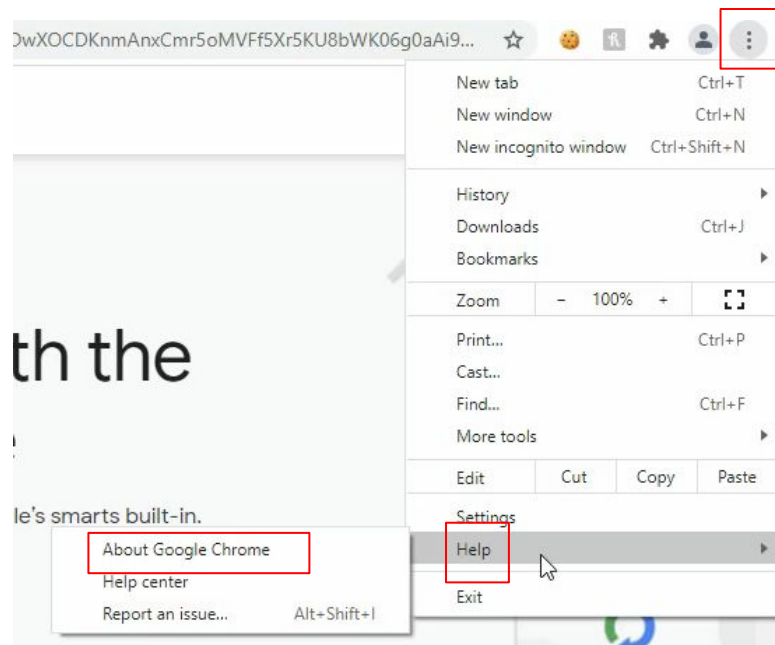 DwXOCDKnmAnxCmr5oMVFf5Xr5KU8bWK06g0aAi9...
New tab Ctrl+T
New window Ctrl+N
New incognito window Ctrl+Shift+N
History
Downloads Ctrl+J
Bookmarks
Zoom - 100% +
Print... Ctrl+P
Cast...
Find... Ctrl+F
More tools
Edit Cut Copy Paste
Settings
Help
Exit
th the
e
le's smarts built-in.
About Google Chrome
Help center
Report an issue... Alt+Shift+I